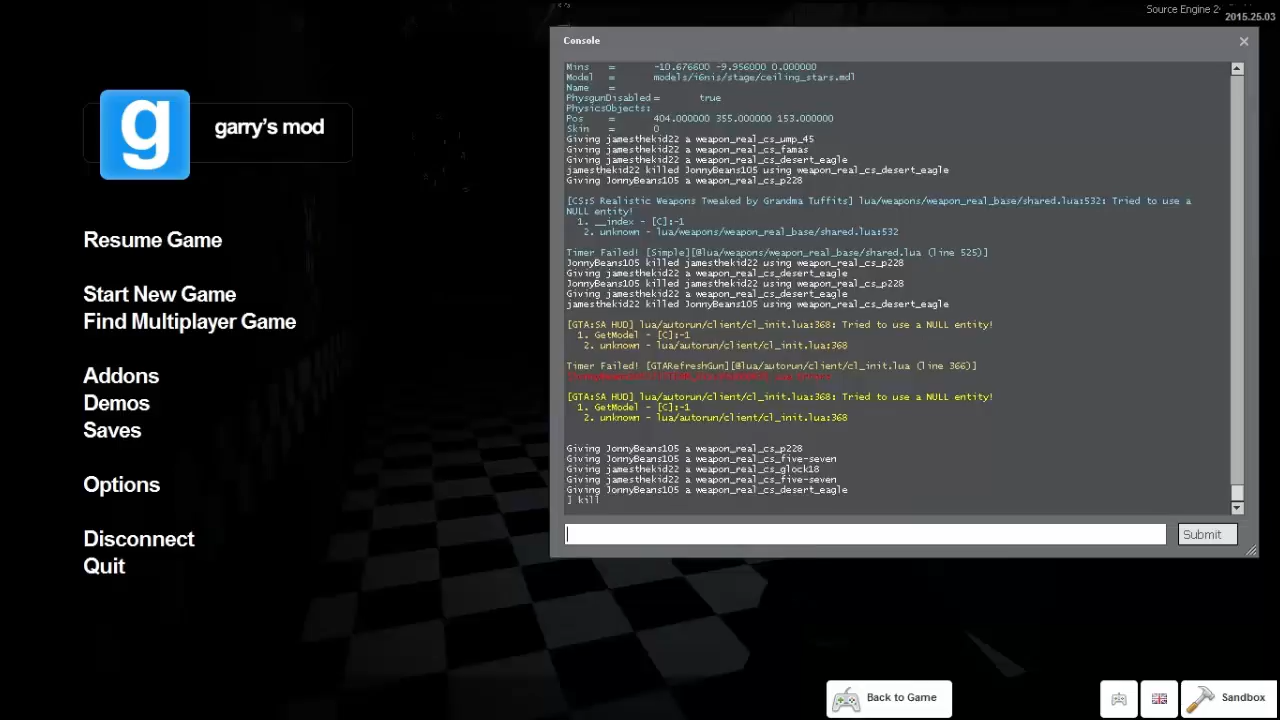 Source Engine 2
2015.25.03
Console
garry's mod
Resume Game
Start New Game
Find Multiplayer Game
Addons
Demos
Saves
Options
Disconnect
Quit
Mins = -10.676600 -9.956000 0.000000
Model = models/i6nis/stage/ceiling_stars.mdl
Name =
PhysgunDisabled = true
PhysicsObjects:
Pos = 404.000000 355.000000 153.000000
Skin = 0
Giving jamesthekid22 a weapon_real_cs_ump_45
Giving jamesthekid22 a weapon_real_cs_famas
Giving jamesthekid22 a weapon_real_cs_desert_eagle
jamesthekid22 killed JonnyBeans105 using weapon_real_cs_desert_eagle
Giving JonnyBeans105 a weapon_real_cs_p228
[CS:S Realistic Weapons Tweaked by Grandma Tuffits] lua/weapons/weapon_real_base/shared.lua:532: Tried to use a
NULL entity!
1. __index - [C]:-1
2. unknown - lua/weapons/weapon_real_base/shared.lua:532
Timer Failed! [Simple][@lua/weapons/weapon_real_base/shared.lua (line 525)]
JonnyBeans105 killed jamesthekid22 using weapon_real_cs_p228
Giving jamesthekid22 a weapon_real_cs_desert_eagle
JonnyBeans105 killed jamesthekid22 using weapon_real_cs_p228
Giving jamesthekid22 a weapon_real_cs_desert_eagle
jamesthekid22 killed JonnyBeans105 using weapon_real_cs_desert_eagle
[GTA:SA HUD] lua/autorun/client/cl_init.lua:368: Tried to use a NULL entity!
1. GetModel - [C]:-1
2. unknown - lua/autorun/client/cl_init.lua:368
Timer Failed! [GTARefreshGun][@lua/autorun/client/cl_init.lua (line 366)]
[GTA:SA HUD] lua/autorun/client/cl_init.lua:368: Tried to use a NULL entity!
1. GetModel - [C]:-1
2. unknown - lua/autorun/client/cl_init.lua:368
Giving JonnyBeans105 a weapon_real_cs_p228
Giving JonnyBeans105 a weapon_real_cs_five-seven
Giving jamesthekid22 a weapon_real_cs_glock18
Giving jamesthekid22 a weapon_real_cs_five-seven
Giving JonnyBeans105 a weapon_real_cs_desert_eagle
] kill
Submit
Back to Game
Sandbox